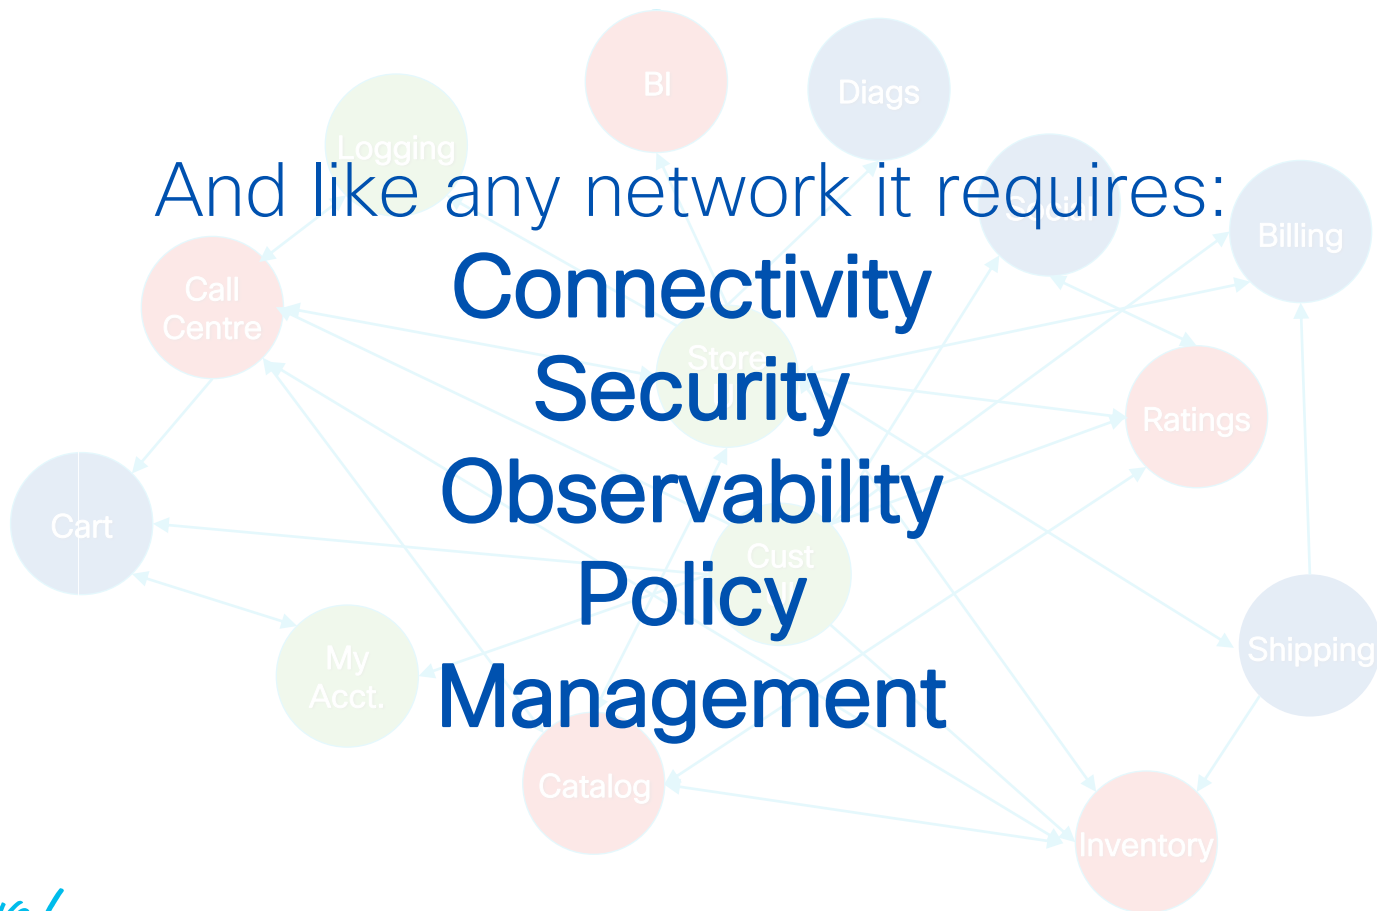 BI
Diags
Logging
And like any network it requires:
Social
Billing
Call
Centre
Connectivity
Store
Security
Ratings
Observability
Cart
Cust
Policy
My
Acct.
Shipping
Management
Catalog
Inventory